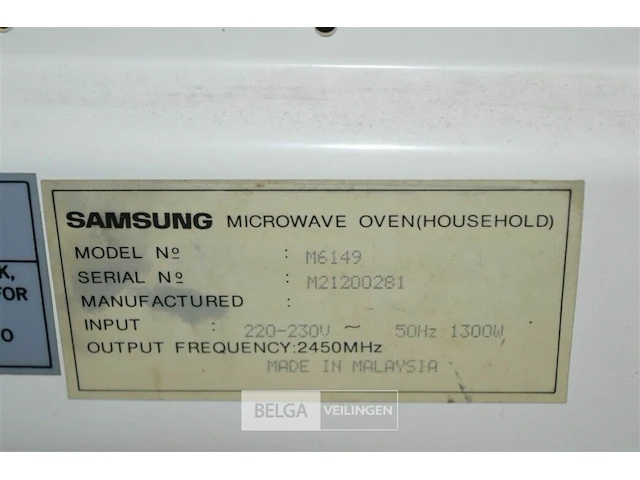 SAMSUNG MICROWAVE OVEN(HOUSEHOLD)
MODEL Nº : M6149
SERIAL Nº : M21200281
MANUFACTURED :
INPUT : 220-230V ~ 50Hz 1300W
OUTPUT FREQUENCY:2450MHz
MADE IN MALAYSIA
K,
FOR
O
BELGA VEILINGEN